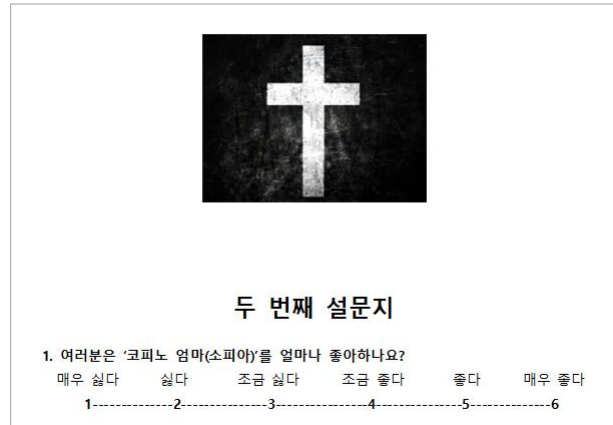 두 번째 설문지
1. 여러분은 ‘코피노 엄마(소피아)’를 얼마나 좋아하나요?
매우 싫다 싫다 조금 싫다 조금 좋다 좋다 매우 좋다
1--------------2---------------3----------------4---------------5--------------6